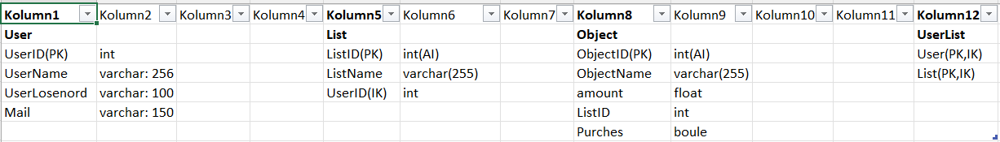 Kolumn1 Kolumn2 Kolumn3 Kolumn4 Kolumn5 Kolumn6 Kolumn7 Kolumn8 Kolumn9 Kolumn10 Kolumn11 Kolumn12
User List Object UserList
UserID(PK) int ListID(PK) int(AI) ObjectID(PK) int(AI) User(PK,IK)
UserName varchar: 256 ListName varchar(255) ObjectName varchar(255) List(PK,IK)
UserLosenord varchar: 100 UserID(IK) int amount float
Mail varchar: 150 ListID int
Purches boule